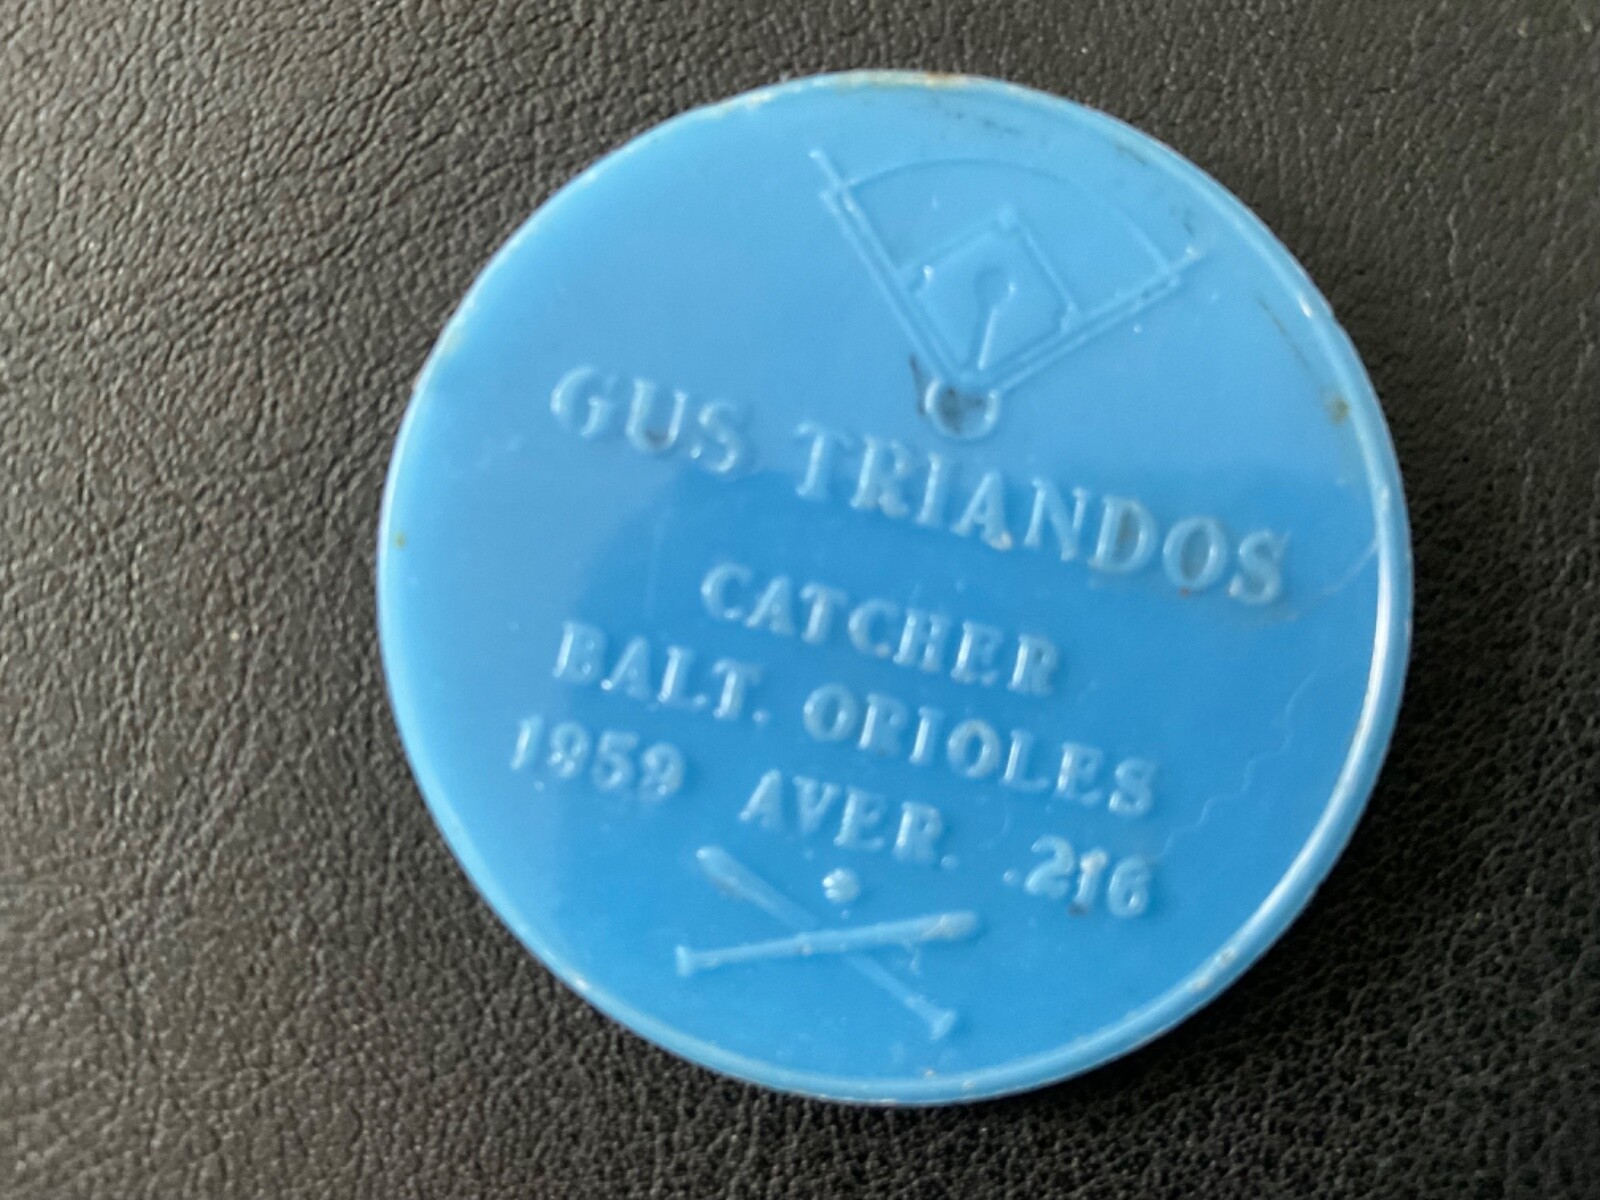 GUS TRIANDOS
CATCHER
BALT. ORIOLES
1959 AVER. .216